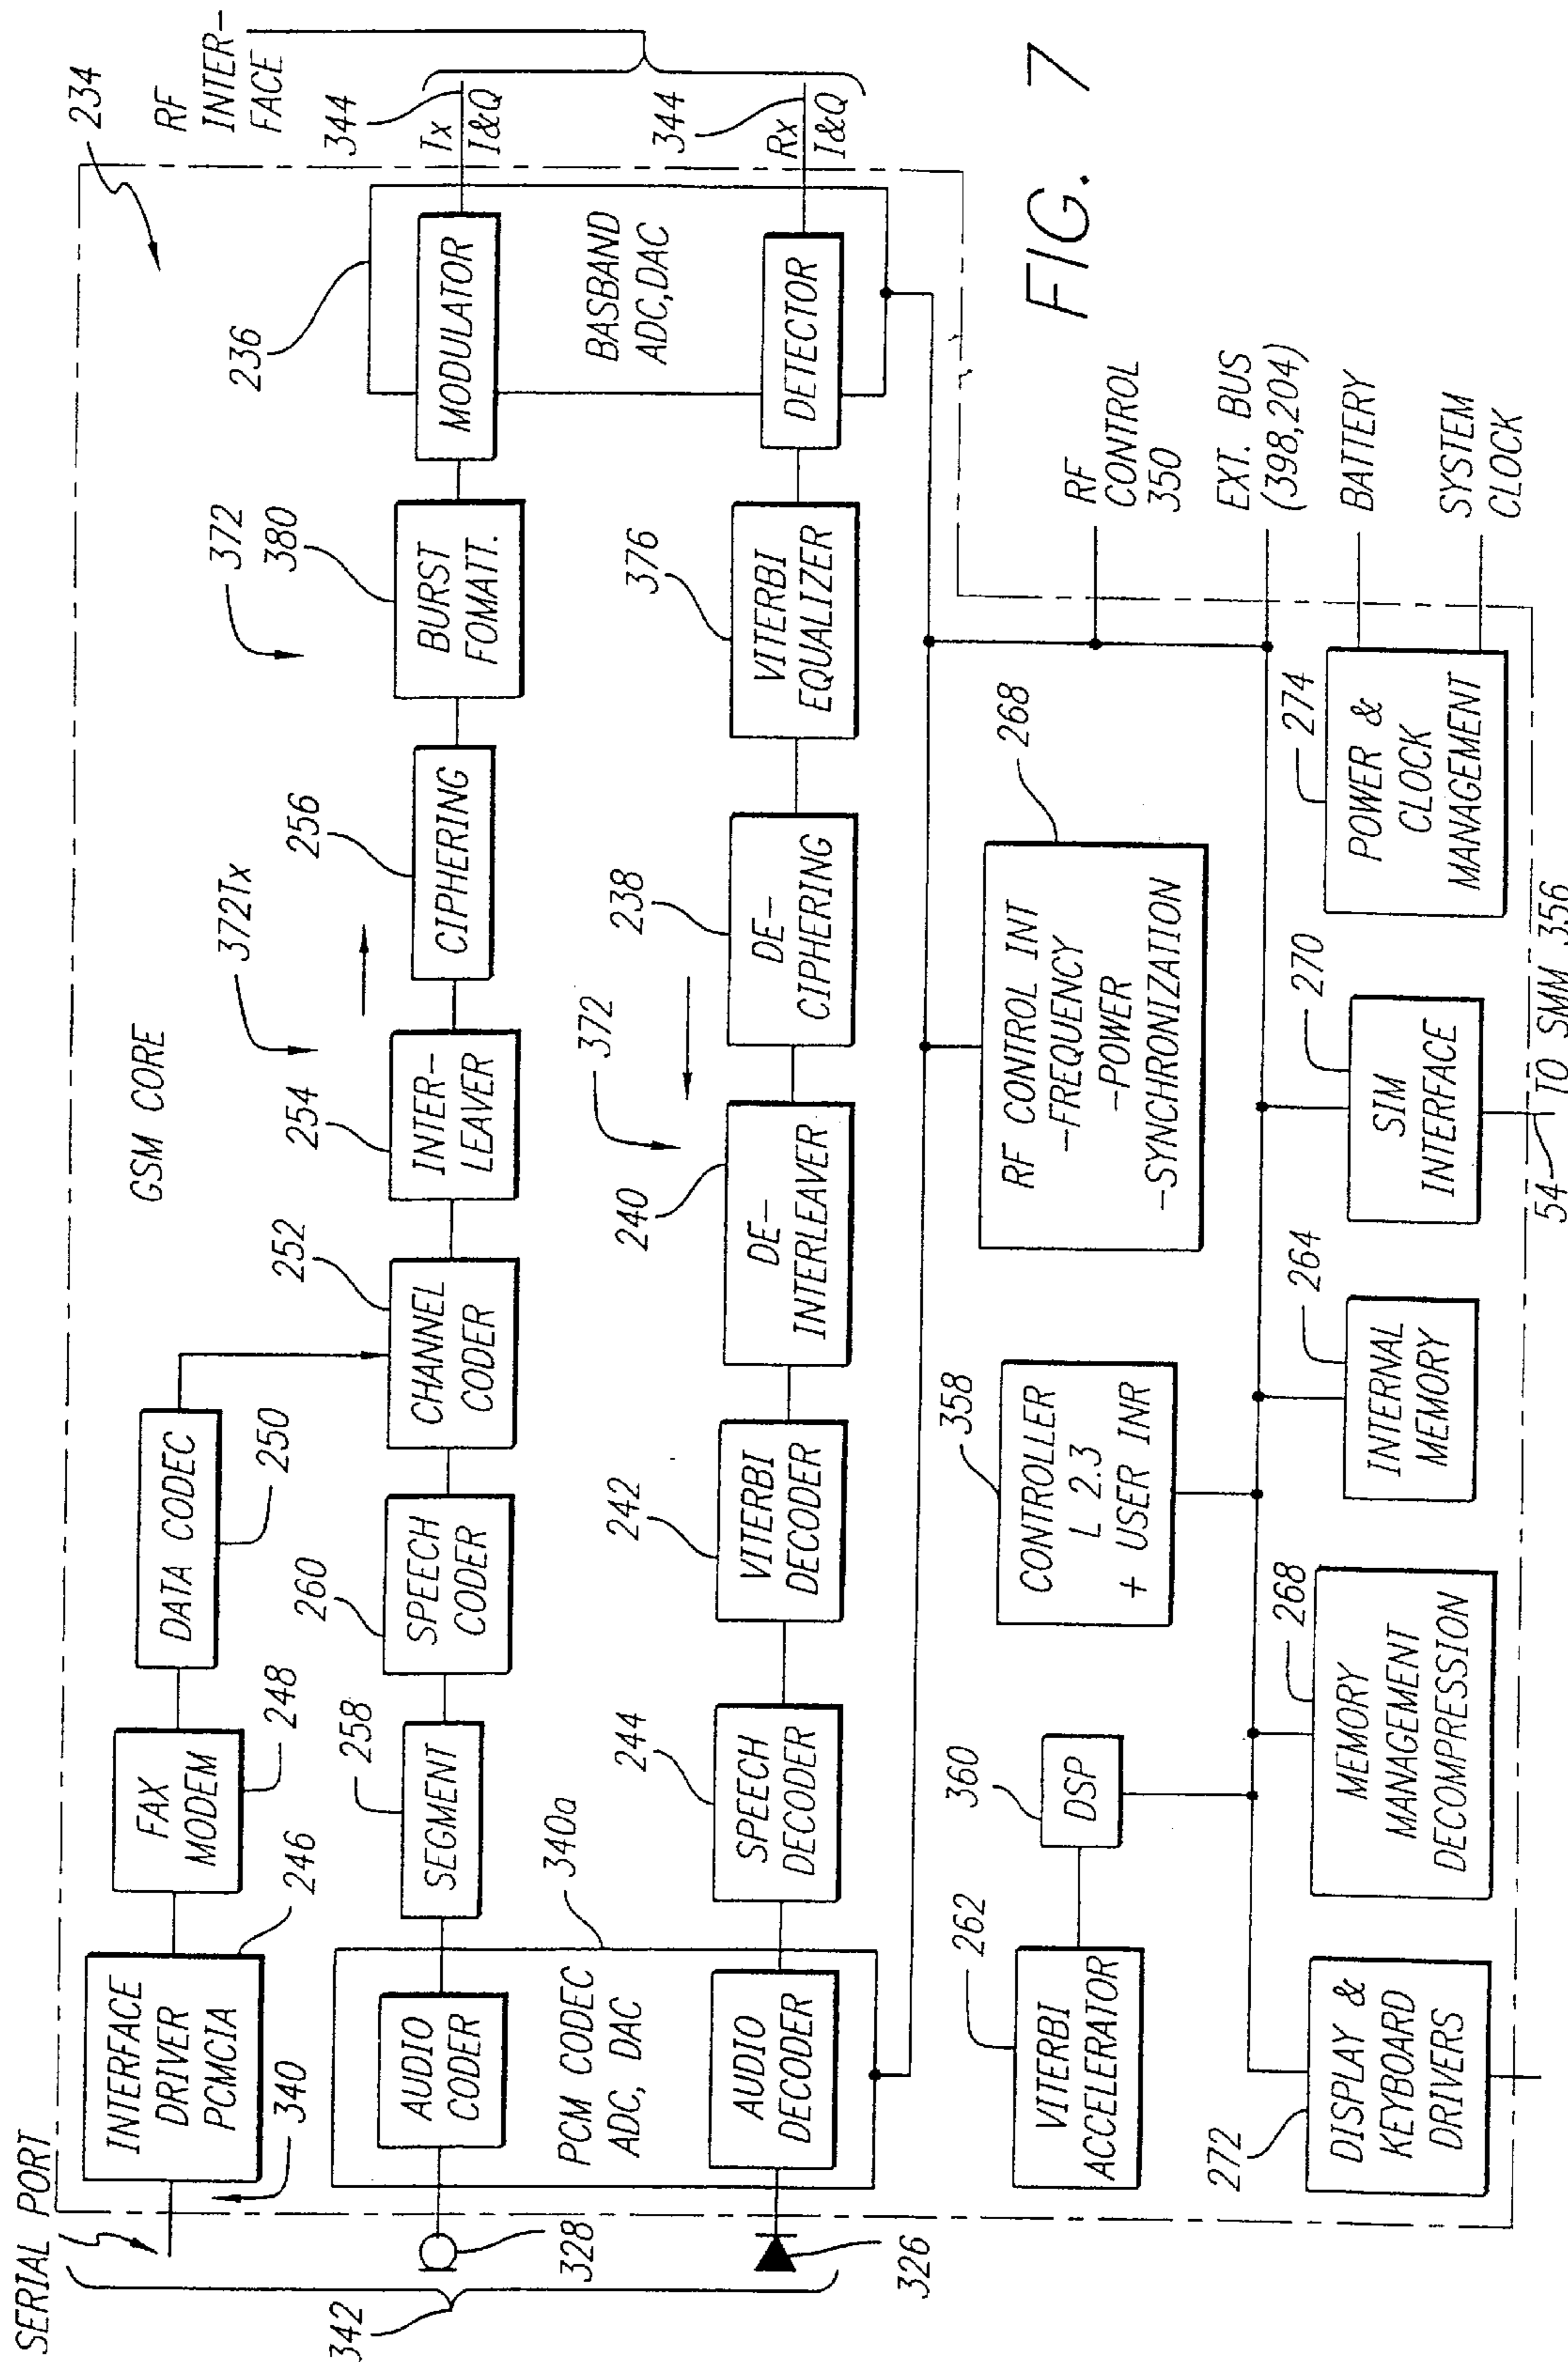 SERIAL PORT
340
342
328
326
INTERFACE
DRIVER
PCMCIA
246
FAX
MODEM
248
DATA CODEC
250
GSM CORE
234
RF
INTER-
FACE
AUDIO
CODER
PCM CODEC
ADC, DAC
340a
AUDIO
DECODER
SEGMENT
258
SPEECH
CODER
260
CHANNEL
CODER
252
INTER-
LEAVER
254
372Tx
CIPHERING
256
BURST
FOMATT.
372
380
MODULATOR
236
BASBAND
ADC,DAC
DETECTOR
344
Tx
I&Q
344
Rx
I&Q
SPEECH
DECODER
244
VITERBI
DECODER
242
DE-
INTERLEAVER
240
372
DE-
CIPHERING
238
VITERBI
EQUALIZER
376
VITERBI
ACCELERATOR
262
DSP
360
CONTROLLER
L 2.3
+ USER INR
358
RF CONTROL INT
-FREQUENCY
-POWER
-SYNCHRONIZATION
268
RF
CONTROL
350
EXT. BUS
(398,204)
BATTERY
SYSTEM
CLOCK
DISPLAY &
KEYBOARD
DRIVERS
272
MEMORY
MANAGEMENT
DECOMPRESSION
268
INTERNAL
MEMORY
264
SIM
INTERFACE
270
POWER &
CLOCK
MANAGEMENT
274
54
TO SMM 356
FIG. 7